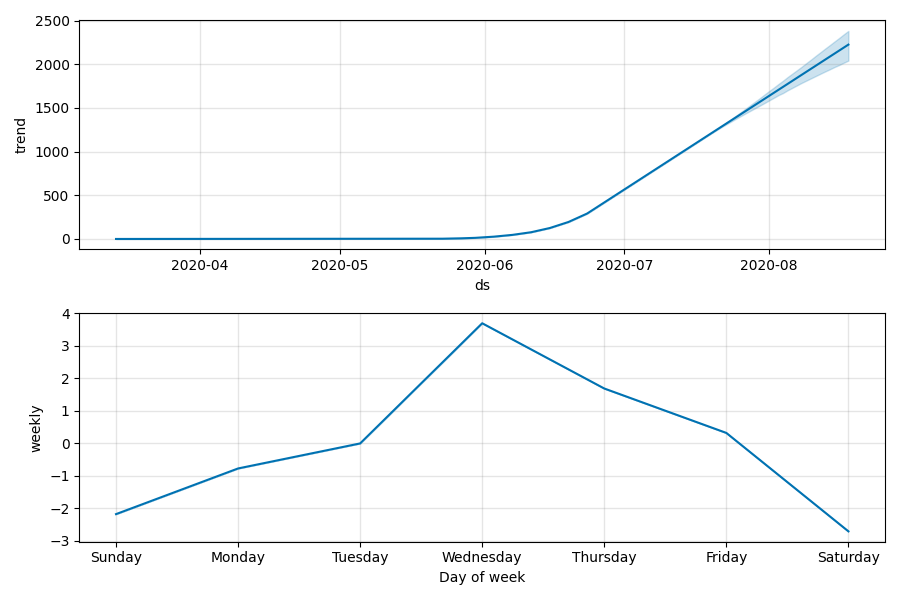 2500
2000
1500
1000
500
0
trend
2020-04 2020-05 2020-06 2020-07 2020-08
ds
4
3
2
1
0
−1
−2
−3
weekly
Sunday Monday Tuesday Wednesday Thursday Friday Saturday
Day of week